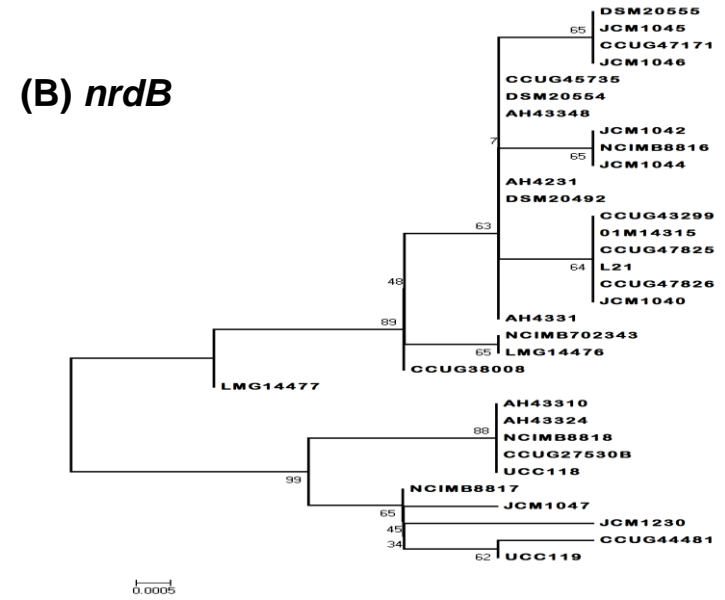 DSM20555
65
JCM1045
CCUG47171
JCM1046
CCUG45735
(B) nrdB
DSM20554
AH43348
JCM1042
7
NCIMB8816
65
JCM1044
AH4231
DSM20492
CCUG43299
63
01M14315
CCUG47825
64
L21
48
CCUG47826
JCM1040
89
AH4331
NCIMB702343
65
LMG14476
CCUG38008
LMG14477
AH43310
AH43324
88
NCIMB8818
CCUG27530B
UCC118
99
NCIMB8817
65
JCM1047
45
JCM1230
34
CCUG44481
62
UCC119
0.0005